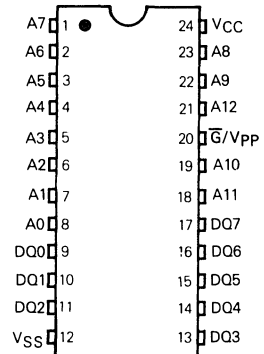 A7 1 24 VCC
A6 2 23 A8
A5 3 22 A9
A4 4 21 A12
A3 5 20 G̅/VPP
A2 6 19 A10
A1 7 18 A11
A0 8 17 DQ7
DQ0 9 16 DQ6
DQ1 10 15 DQ5
DQ2 11 14 DQ4
VSS 12 13 DQ3